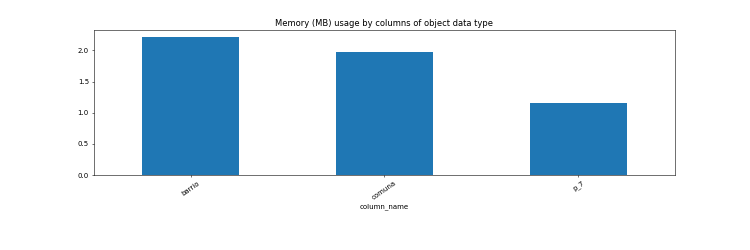 Memory (MB) usage by columns of object data type
2.0
1.5
1.0
0.5
0.0
barrio
comuna
p_7
column_name